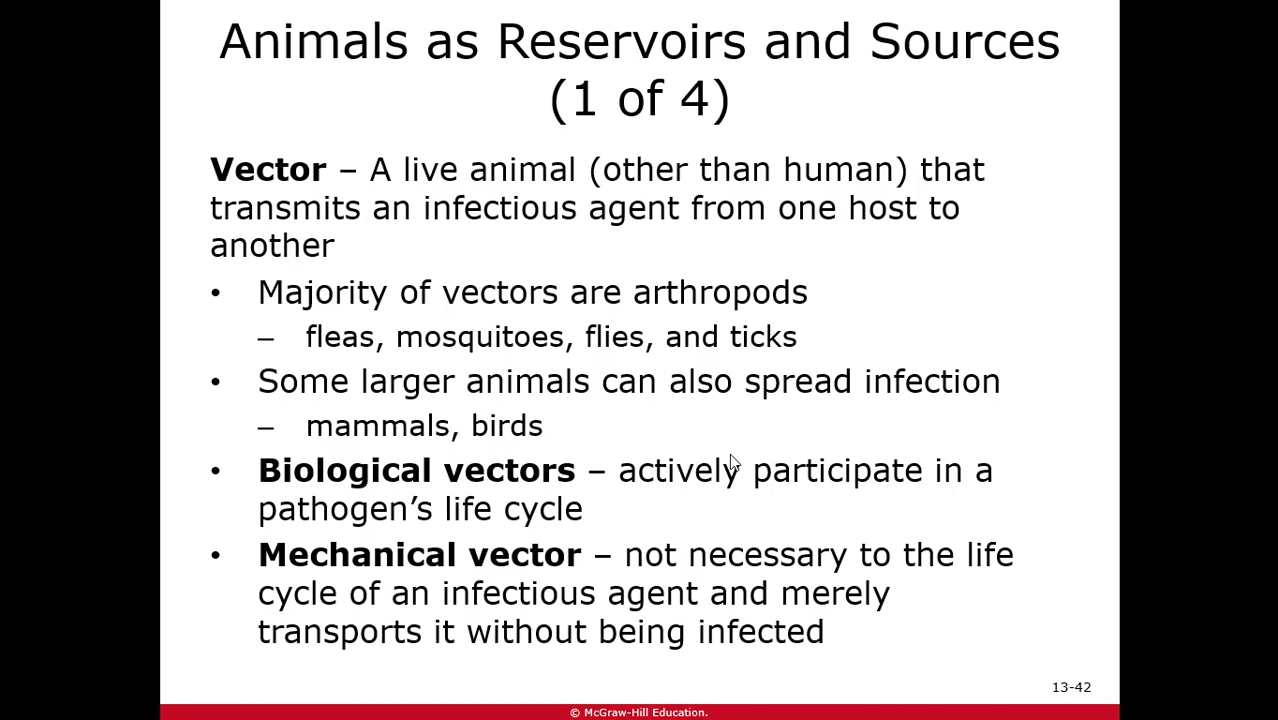 Animals as Reservoirs and Sources
(1 of 4)
Vector – A live animal (other than human) that
transmits an infectious agent from one host to
another
• Majority of vectors are arthropods
– fleas, mosquitoes, flies, and ticks
• Some larger animals can also spread infection
– mammals, birds
• Biological vectors – actively participate in a
pathogen’s life cycle
• Mechanical vector – not necessary to the life
cycle of an infectious agent and merely
transports it without being infected
13-42
© McGraw-Hill Education.